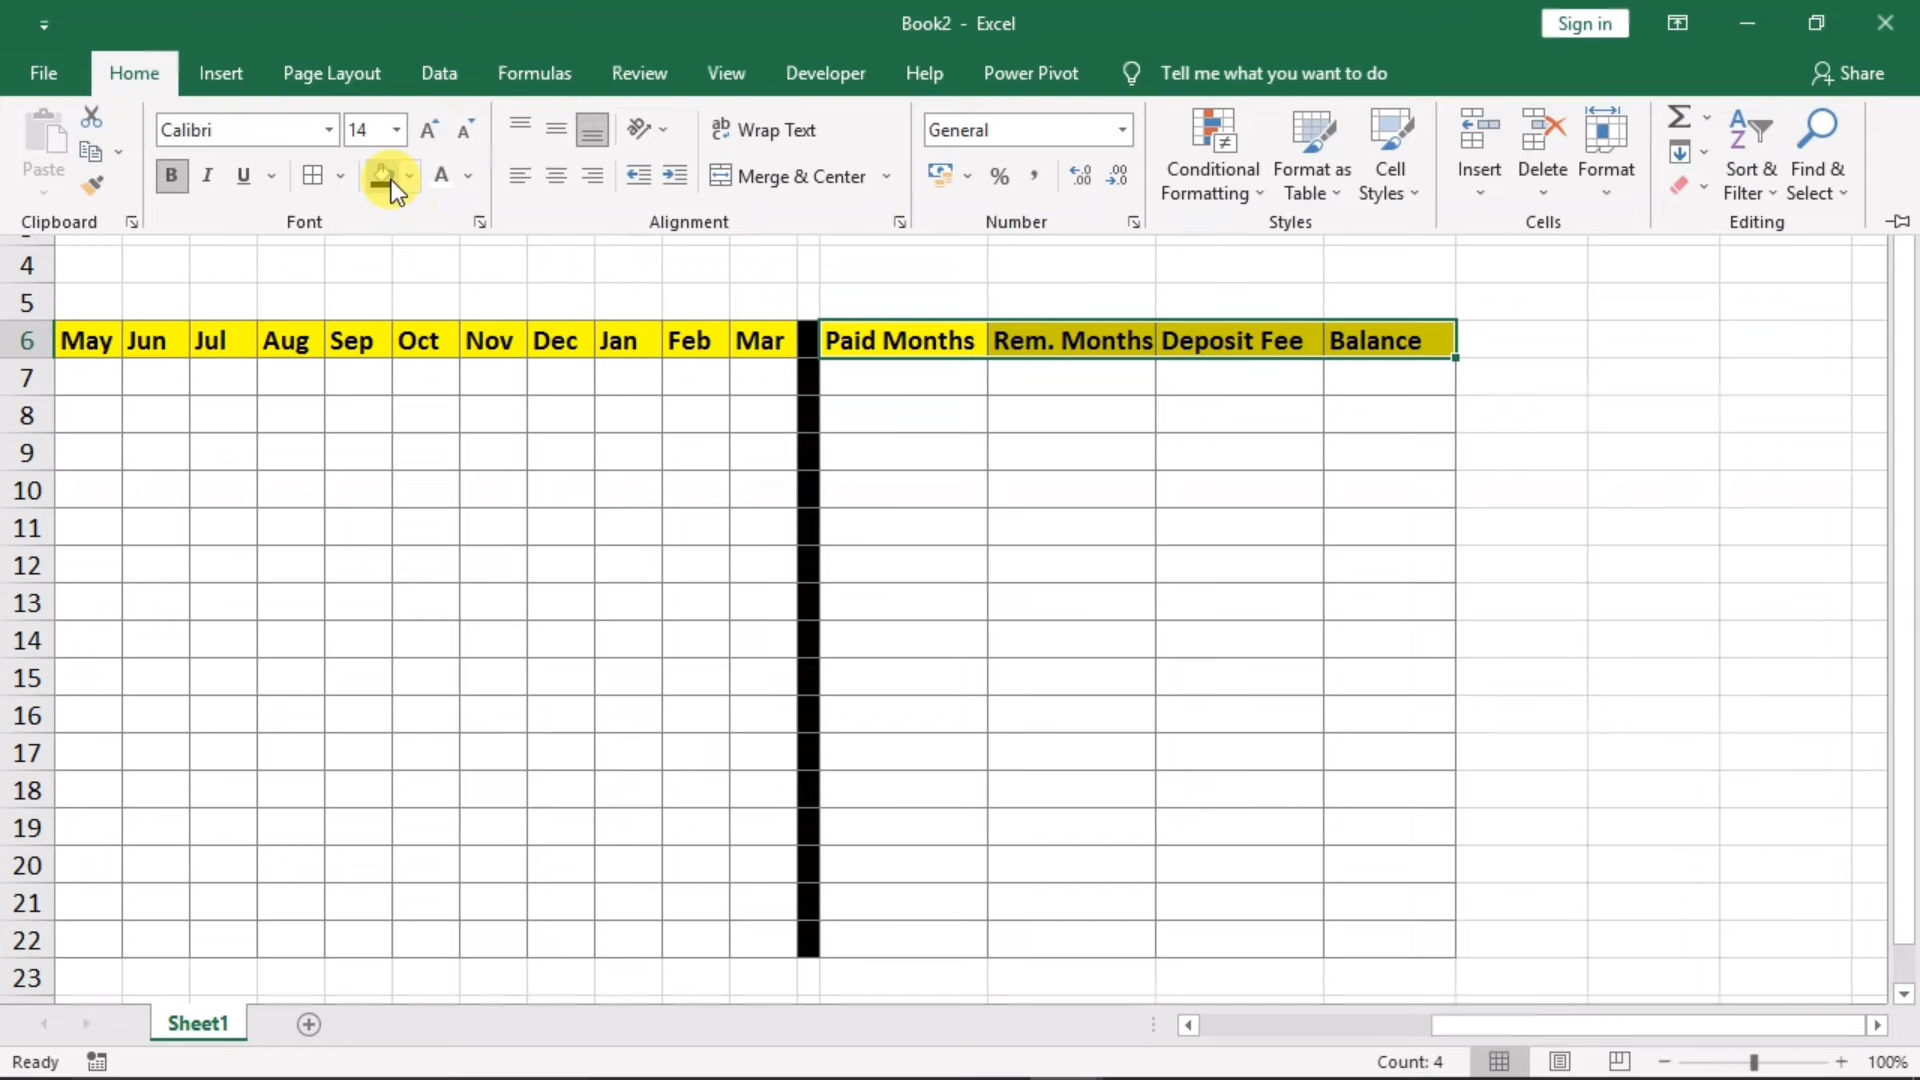 Book2 - Excel
Sign in
File Home Insert Page Layout Data Formulas Review View Developer Help Power Pivot Tell me what you want to do Share
Paste
Calibri 14
B I U A
ab Wrap Text
Merge & Center
General
%
Conditional Formatting
Format as Table
Cell Styles
Insert
Delete
Format
Sort & Filter
Find & Select
Clipboard Font Alignment Number Styles Cells Editing
4
5
6 May Jun Jul Aug Sep Oct Nov Dec Jan Feb Mar Paid Months Rem. Months Deposit Fee Balance
7
8
9
10
11
12
13
14
15
16
17
18
19
20
21
22
23
Sheet1
Ready Count: 4 100%